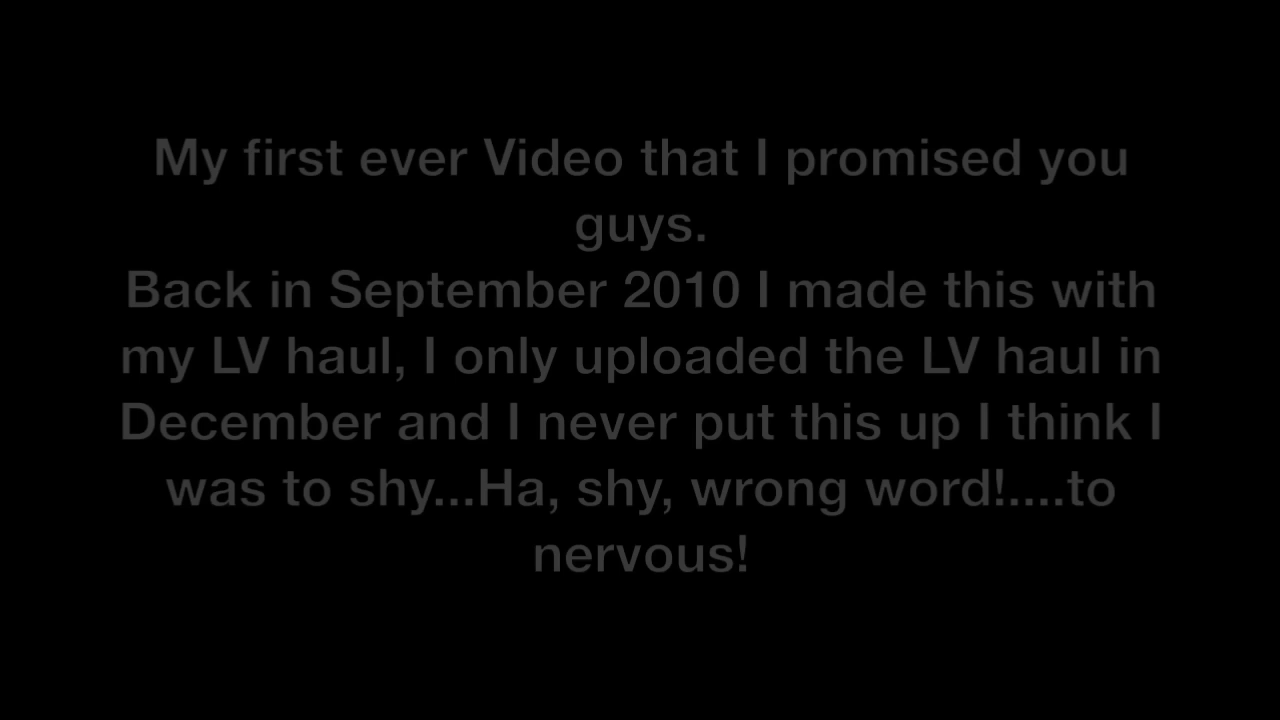 My first ever Video that I promised you
guys.
Back in September 2010 I made this with
my LV haul, I only uploaded the LV haul in
December and I never put this up I think I
was to shy...Ha, shy, wrong word!....to
nervous!